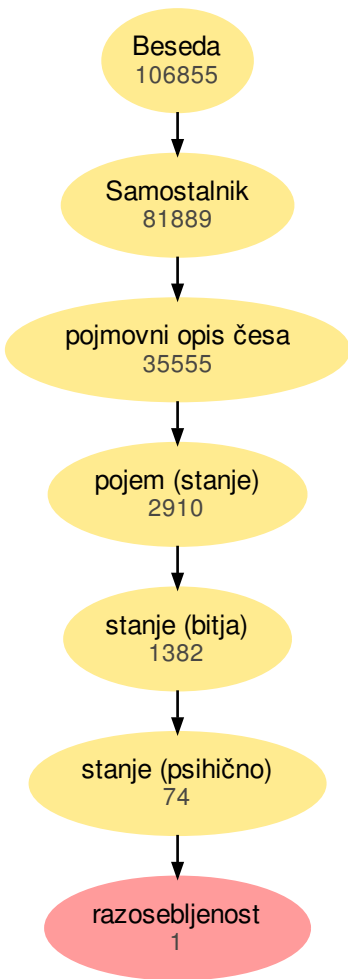 Beseda
106855
Samostalnik
81889
pojmovni opis česa
35555
pojem (stanje)
2910
stanje (bitja)
1382
stanje (psihično)
74
razosebljenost
1